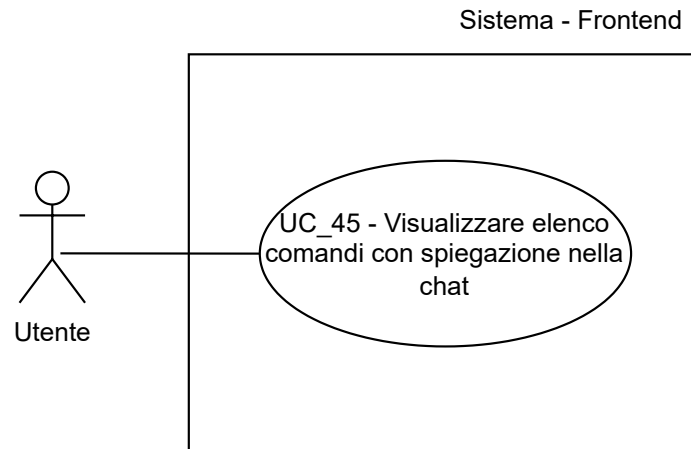 Sistema - Frontend
UC_45 - Visualizzare elenco
comandi con spiegazione nella
chat
Utente